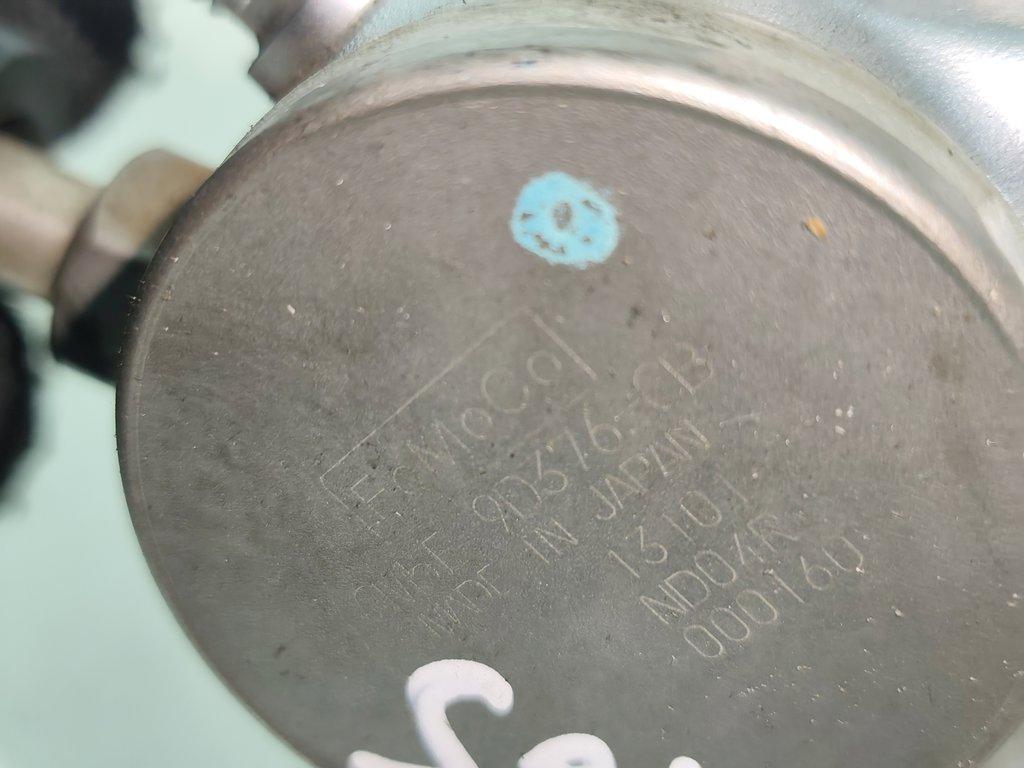 FoMoCo
9D376-CB
MADE IN JAPAN
13101
ND04R
000160